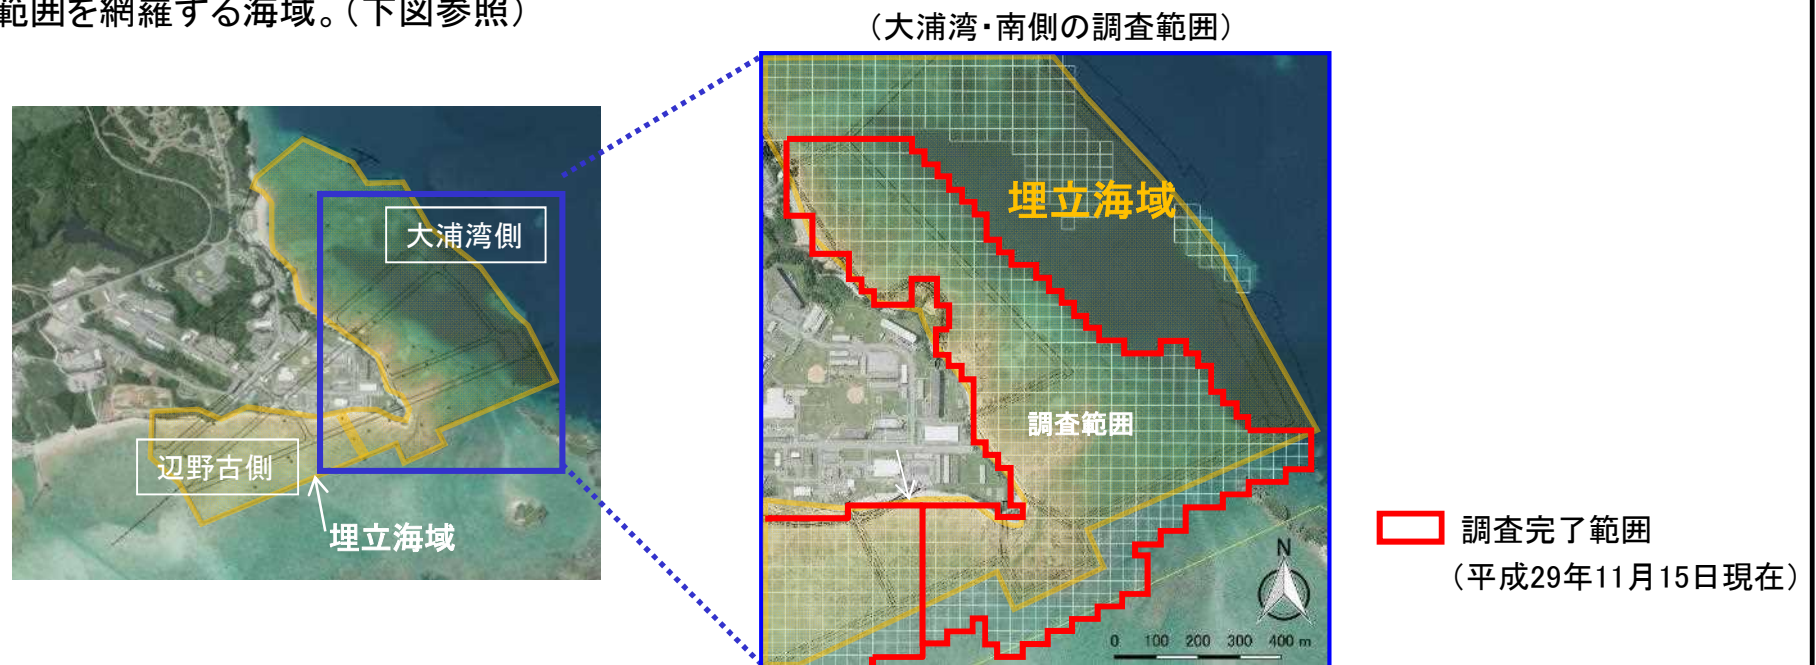 範囲を網羅する海域。（下図参照）
（大浦湾・南側の調査範囲）
大浦湾側
辺野古側
埋立海域
埋立海域
調査範囲
N
0 100 200 300 400 m
調査完了範囲
（平成29年11月15日現在）